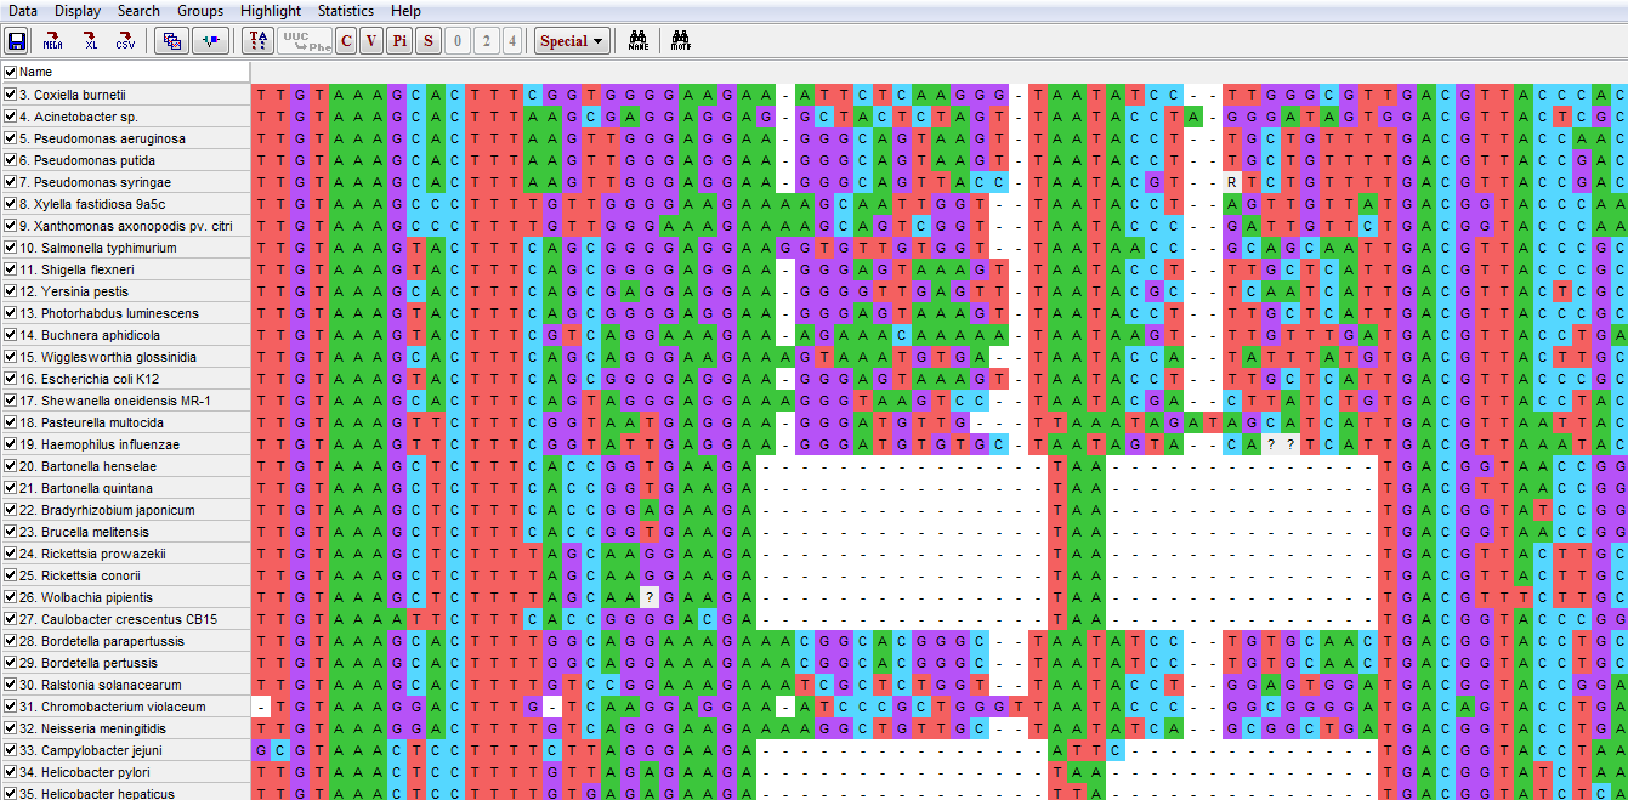 Data Display Search Groups Highlight Statistics Help
MEGA XL CSV TA UUC Phe C V Pi S 0 2 4 Special NAME MOTIF
Name
3. Coxiella burnetii T T G T A A A G C A C T T T C G G T G G G G A A G A A - A T T C T C A A G G G - T A A T A T C C - - T T G G G C G T T G A C G T T A C C C A C
4. Acinetobacter sp. T T G T A A A G C A C T T T A A G C G A G G A G G A G - G C T A C T C T A G T - T A A T A C C T A - G G G A T A G T G G A C G T T A C T C G C
5. Pseudomonas aeruginosa T T G T A A A G C A C T T T A A G T T G G G A G G A A - G G G C A G T A A G T - T A A T A C C T - - T G C T G T T T T G A C G T T A C C A A C
6. Pseudomonas putida T T G T A A A G C A C T T T A A G T T G G G A G G A A - G G G C A G T A A G T - T A A T A C C T - - T G C T G T T T T G A C G T T A C C G A C
7. Pseudomonas syringae T T G T A A A G C A C T T T A A G T T G G G A G G A A - G G G C A G T T A C C - T A A T A C G T - - R T C T G T T T T G A C G T T A C C G A C
8. Xylella fastidiosa 9a5c T T G T A A A G C C C T T T T G T T G G G A A G A A A A G C A A T T G G T - - T A A T A C C T - - A G T T G T T A T G A C G G T A C C C A A
9. Xanthomonas axonopodis pv. citri T T G T A A A G C C C T T T T G T T G G G A A A G A A A A G C A G T C G G T - - T A A T A C C C - - G A T T G T T C T G A C G G T A C C C A A
10. Salmonella typhimurium T T G T A A A G T A C T T T C A G C G G G G A G G A A G G T G T T G T G G T - - T A A T A A C C - - G C A G C A A T T G A C G T T A C C C G C
11. Shigella flexneri T T G T A A A G T A C T T T C A G C G G G G A G G A A - G G G A G T A A A G T - T A A T A C C T - - T T G C T C A T T G A C G T T A C C C G C
12. Yersinia pestis T T G T A A A G C A C T T T C A G C G A G G A G G A A - G G G G T T G A G T T - T A A T A C G C - - T C A A T C A T T G A C G T T A C T C G C
13. Photorhabdus luminescens T T G T A A A G T A C T T T C A G C G G G G A G G A A - G G G A G T A A A G T - T A A T A C C T - - T T G C T C A T T G A C G T T A C C C G C
14. Buchnera aphidicola T T G T A A A G T A C T T T C G T C A G G A A A G A A - A G A A A C A A A A A - T A A T A A G T - - T T G T T T G A T G A C G T T A C C T G A
15. Wigglesworthia glossinidia T T G T A A A G C A C T T T C A G C A G G G A A G A A A G T A A A T G T G A - - T A A T A C C A - - T A T T T A T G T G A C G T T A C T T G C
16. Escherichia coli K12 T T G T A A A G T A C T T T C A G C G G G G A G G A A - G G G A G T A A A G T - T A A T A C C T - - T T G C T C A T T G A C G T T A C C C G C
17. Shewanella oneidensis MR-1 T T G T A A A G C A C T T T C A G T A G G G A G G A A A G G G T A A G T C C - - T A A T A C G A - - C T T A T C T G T G A C G T T A C C T A C
18. Pasteurella multocida T T G T A A A G T T C T T T C G G T A A T G A G G A A - G G G A T G T T G - - - T T A A A T A G A T A G C A T C A T T G A C G T T A A T T A C
19. Haemophilus influenzae T T G T A A A G T T C T T T C G G T A T T G A G G A A - G G G A T G T G T G C - T A A T A G T A - - C A ? ? T C A T T G A C G T T A A A T A C
20. Bartonella henselae T T G T A A A G C T C T T T C A C C G G T G A A G A - - - - - - - - - - - - - - - T A A - - - - - - - - - - - - - - T G A C G G T A A C C G G
21. Bartonella quintana T T G T A A A G C T C T T T C A C C G G T G A A G A - - - - - - - - - - - - - - - T A A - - - - - - - - - - - - - - T G A C G T T A A C C G G
22. Bradyrhizobium japonicum T T G T A A A G C T C T T T C A C C G G A G A A G A - - - - - - - - - - - - - - - T A A - - - - - - - - - - - - - - T G A C G G T A T C C G G
23. Brucella melitensis T T G T A A A G C T C T T T C A C C G G T G A A G A - - - - - - - - - - - - - - - T A A - - - - - - - - - - - - - - T G A C G G T A A C C G G
24. Rickettsia prowazekii T T G T A A A G C T C T T T T A G C A A G G A A G A - - - - - - - - - - - - - - - T A A - - - - - - - - - - - - - - T G A C G T T A C T T G C
25. Rickettsia conorii T T G T A A A G C T C T T T T A G C A A G G A A G A - - - - - - - - - - - - - - - T A A - - - - - - - - - - - - - - T G A C G T T A C T T G C
26. Wolbachia pipientis T T G T A A A G C T C T T T T A G C A A ? G A A G A - - - - - - - - - - - - - - - T A A - - - - - - - - - - - - - - T G A C G T T T C T T G C
27. Caulobacter crescentus CB15 T T G T A A A A T T C T T T C A C C G G G G A C G A - - - - - - - - - - - - - - - T A A - - - - - - - - - - - - - - T G A C G G T A C C C G G
28. Bordetella parapertussis T T G T A A A G C A C T T T T G G C A G G A A A G A A A C G G C A C G G G C - - T A A T A T C C - - T G T G C A A C T G A C G G T A C C T G C
29. Bordetella pertussis T T G T A A A G C A C T T T T G G C A G G A A A G A A A C G G C A C G G G C - - T A A T A T C C - - T G T G C A A C T G A C G G T A C C T G C
30. Ralstonia solanacearum T T G T A A A G C A C T T T T G T C C G G A A A G A A A T C G C T C T G G T - - T A A T A C C T - - G G A G T G G A T G A C G G T A C C G G A
31. Chromobacterium violaceum - T G T A A A G G A C T T T G - T C A A G G A G G A A - A T C C C G C T G G G T T A A T A C C C - - G G C G G G G A T G A C A G T A C C T G A
32. Neisseria meningitidis T T G T A A A G G A C T T T T G T C A G G G A A G A A A A G G C T G T T G C - - T A A T A T C A - - G C G G C T G A T G A C G G T A C C T G A
33. Campylobacter jejuni G C G T A A A C T C C T T T T C T T A G G G A A G A - - - - - - - - - - - - - - - A T T C - - - - - - - - - - - - - T G A C G G T A C C T A A
34. Helicobacter pylori T T G T A A A C T C C T T T T G T T A G A G A A G A - - - - - - - - - - - - - - - T A A - - - - - - - - - - - - - - T G A C G G T A T C T A A
35. Helicobacter hepaticus T T G T A A A C T C C T T T T G T G A G A G A A G A - - - - - - - - - - - - - - - T T A - - - - - - - - - - - - - - T G A C G G T A T C T C A